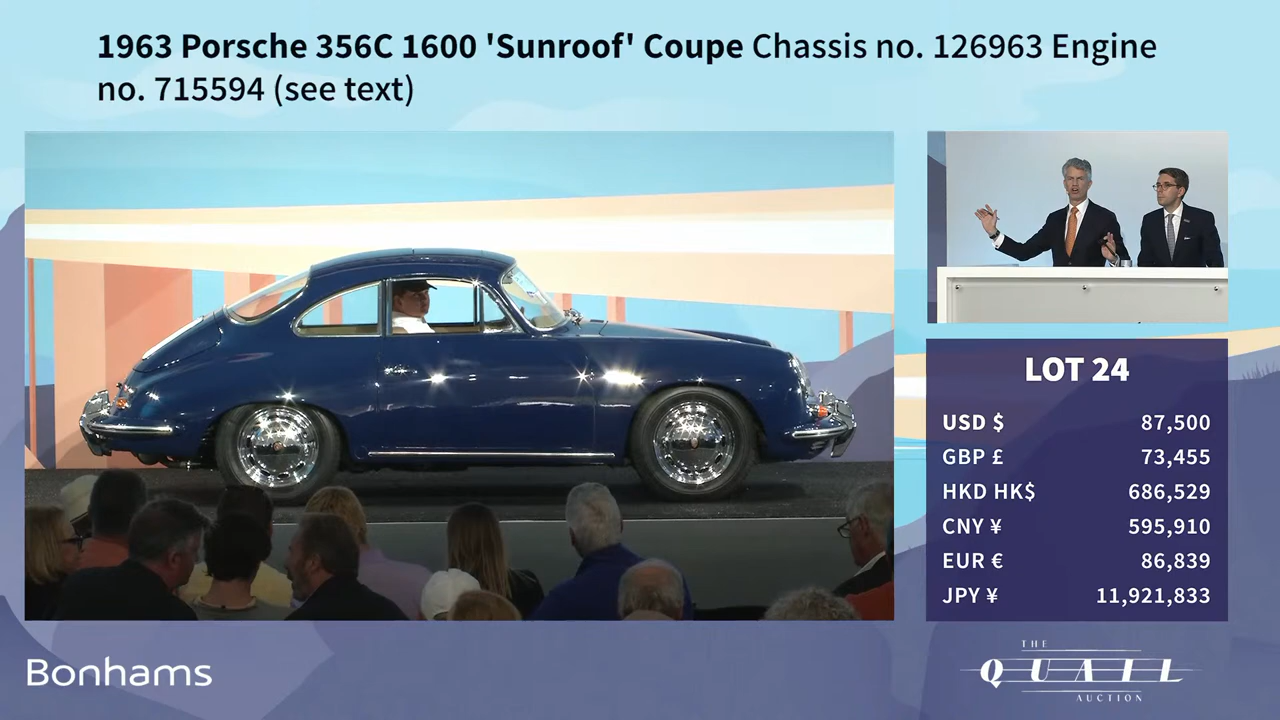 1963 Porsche 356C 1600 'Sunroof' Coupe Chassis no. 126963 Engine
no. 715594 (see text)
LOT 24
USD $ 87,500
GBP £ 73,455
HKD HK$ 686,529
CNY ¥ 595,910
EUR € 86,839
JPY ¥ 11,921,833
Bonhams
THE
QUAIL
AUCTION